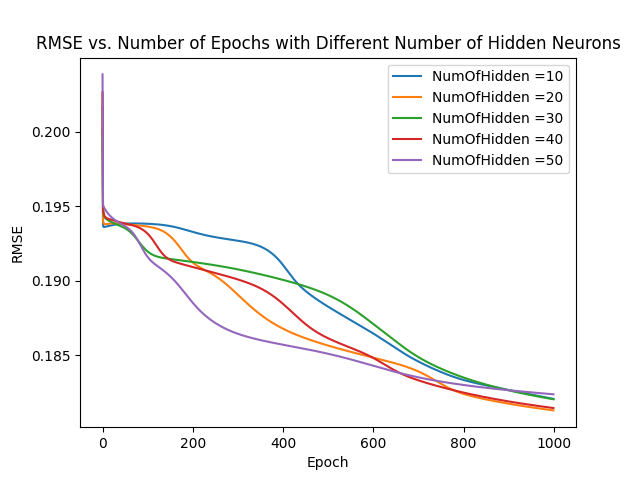 RMSE vs. Number of Epochs with Different Number of Hidden Neurons
NumOfHidden =10
NumOfHidden =20
NumOfHidden =30
NumOfHidden =40
NumOfHidden =50
RMSE
0.200
0.195
0.190
0.185
0 200 400 600 800 1000
Epoch